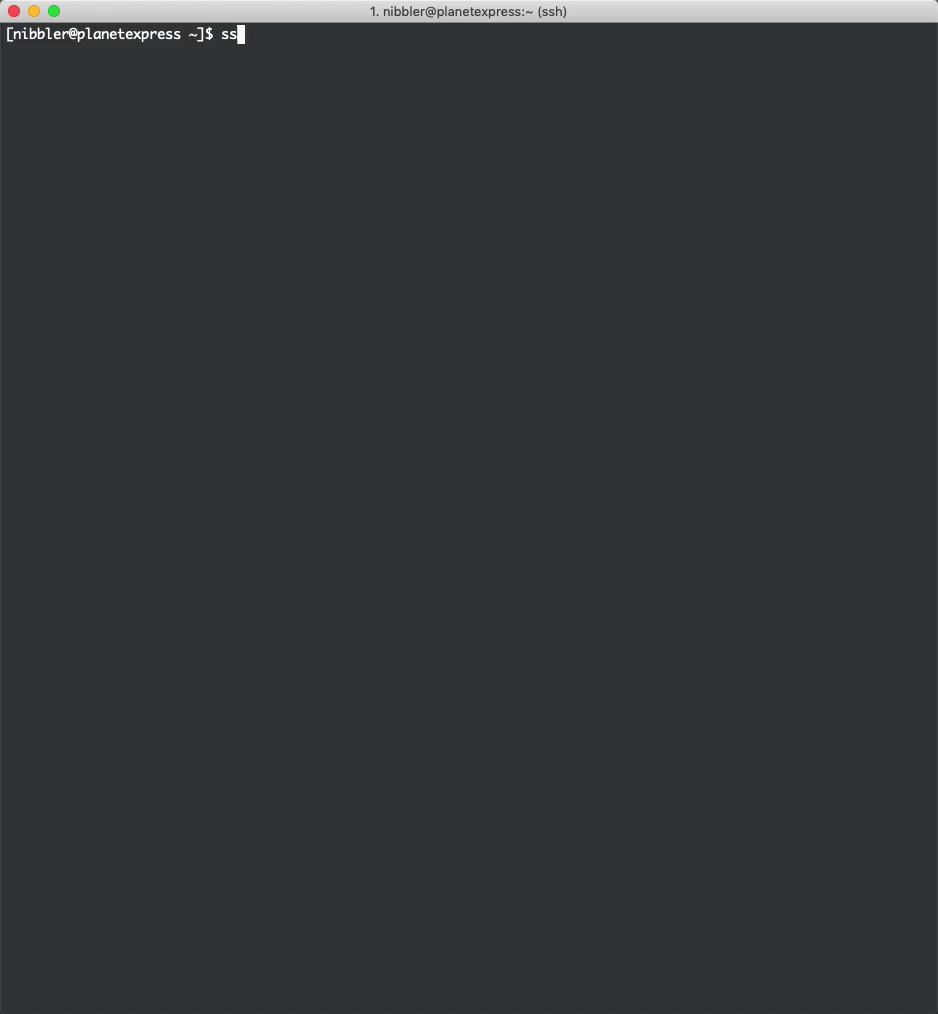 1. nibbler@planetexpress:~ (ssh)
[nibbler@planetexpress ~]$ ss